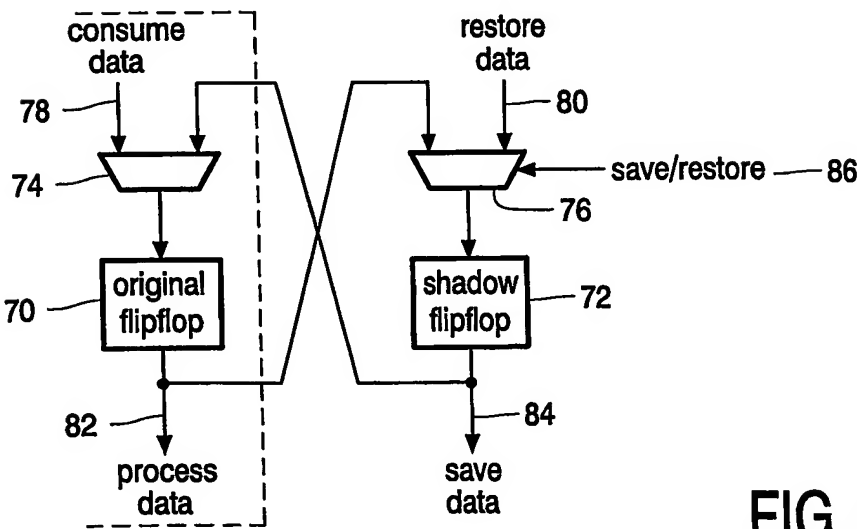 consume
data
restore
data
78
80
74
save/restore
86
76
70
original
flipflop
shadow
flipflop
72
82
84
process
data
save
data
FIG